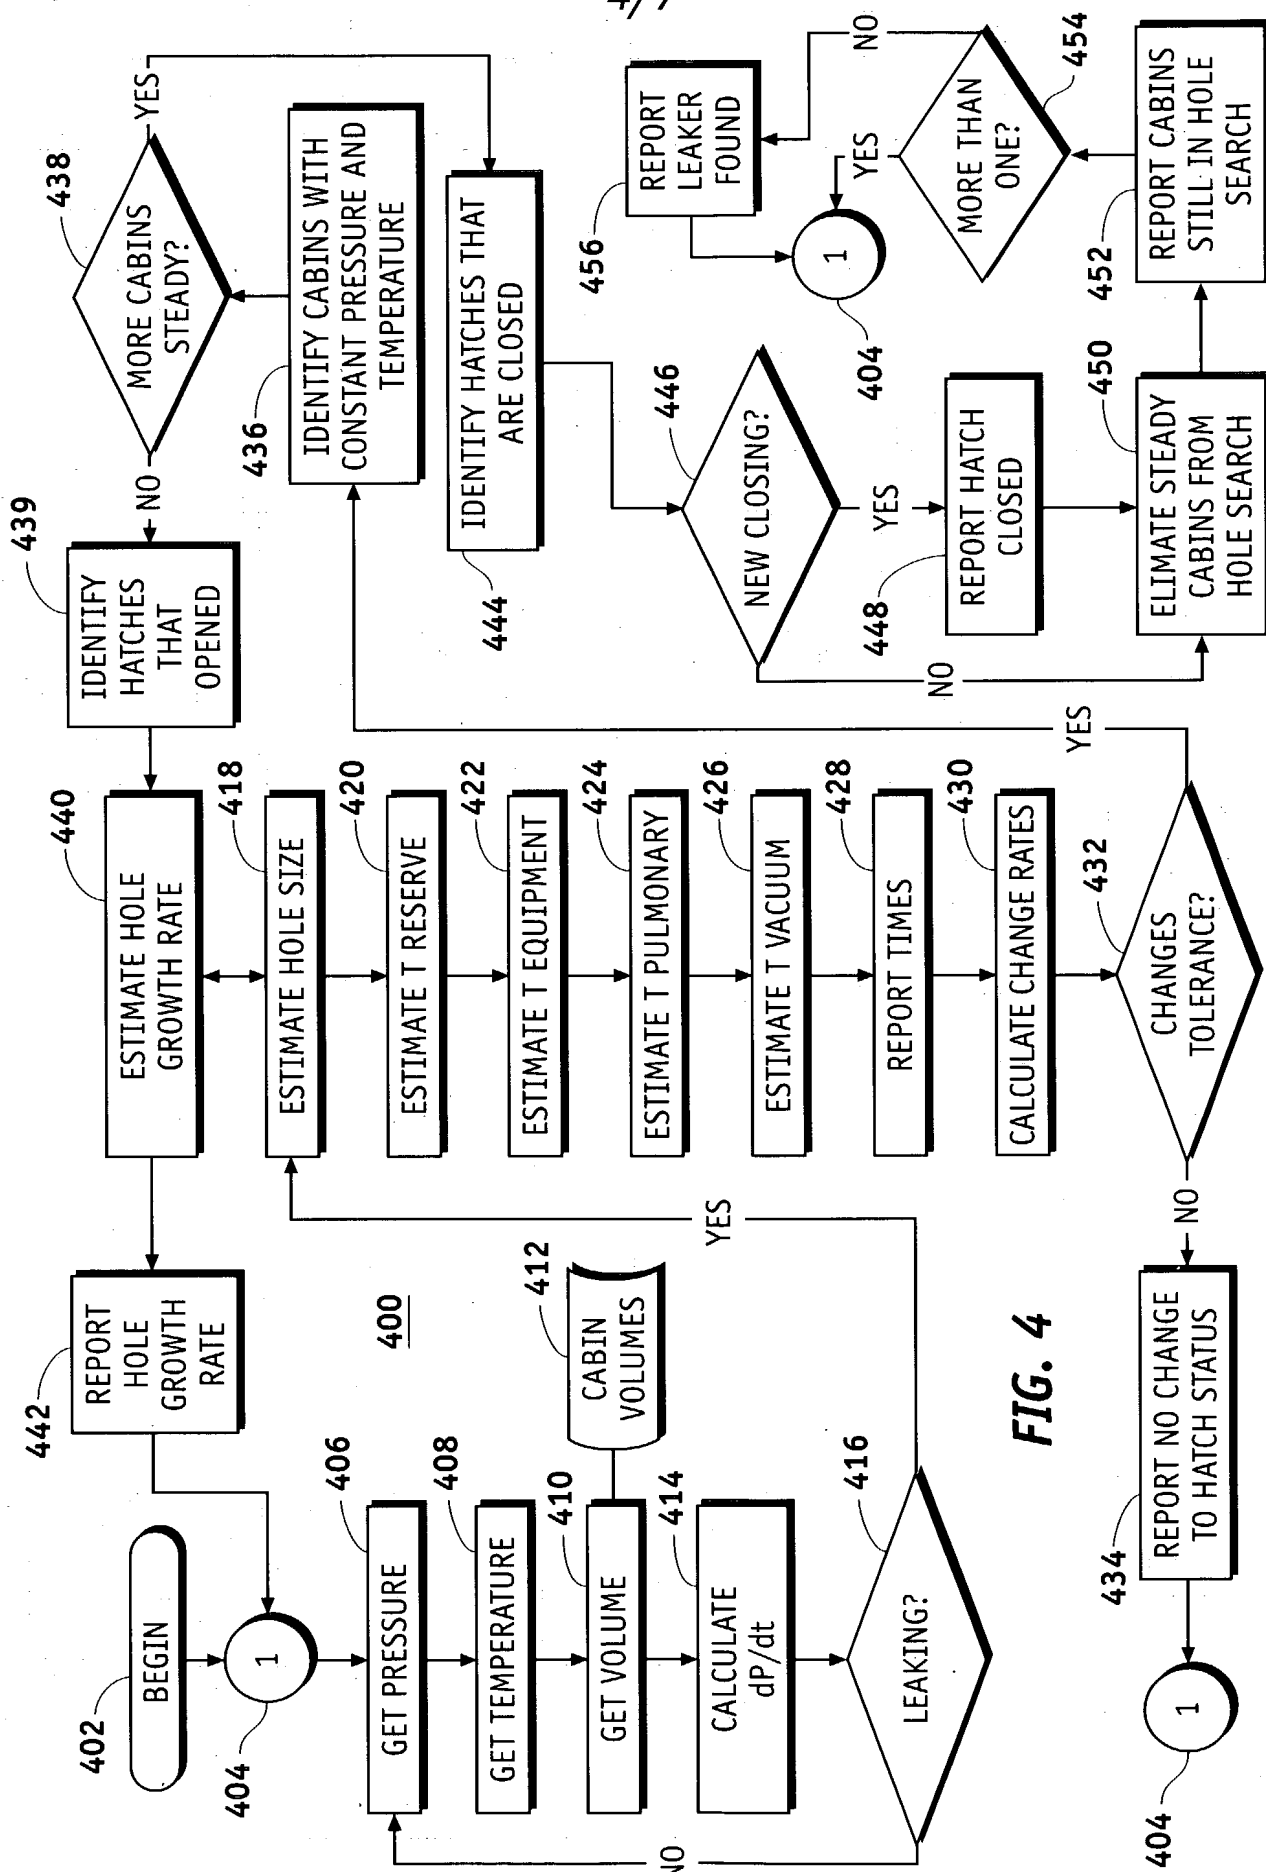 402
BEGIN
404
1
406
GET PRESSURE
408
GET TEMPERATURE
410
GET VOLUME
412
CABIN
VOLUMES
414
CALCULATE
dP/dt
416
LEAKING?
NO
YES
400
442
REPORT
HOLE
GROWTH
RATE
440
ESTIMATE HOLE
GROWTH RATE
418
ESTIMATE HOLE SIZE
420
ESTIMATE T RESERVE
422
ESTIMATE T EQUIPMENT
424
ESTIMATE T PULMONARY
426
ESTIMATE T VACUUM
428
REPORT TIMES
430
CALCULATE CHANGE RATES
432
CHANGES
TOLERANCE?
NO
YES
434
REPORT NO CHANGE
TO HATCH STATUS
404
1
FIG. 4
439
IDENTIFY
HATCHES
THAT
OPENED
NO
438
MORE CABINS
STEADY?
YES
436
IDENTIFY CABINS WITH
CONSTANT PRESSURE AND
TEMPERATURE
444
IDENTIFY HATCHES THAT
ARE CLOSED
446
NEW CLOSING?
NO
YES
448
REPORT HATCH
CLOSED
450
ELIMATE STEADY
CABINS FROM
HOLE SEARCH
452
REPORT CABINS
STILL IN HOLE
SEARCH
454
MORE THAN
ONE?
YES
NO
456
REPORT
LEAKER
FOUND
1
404